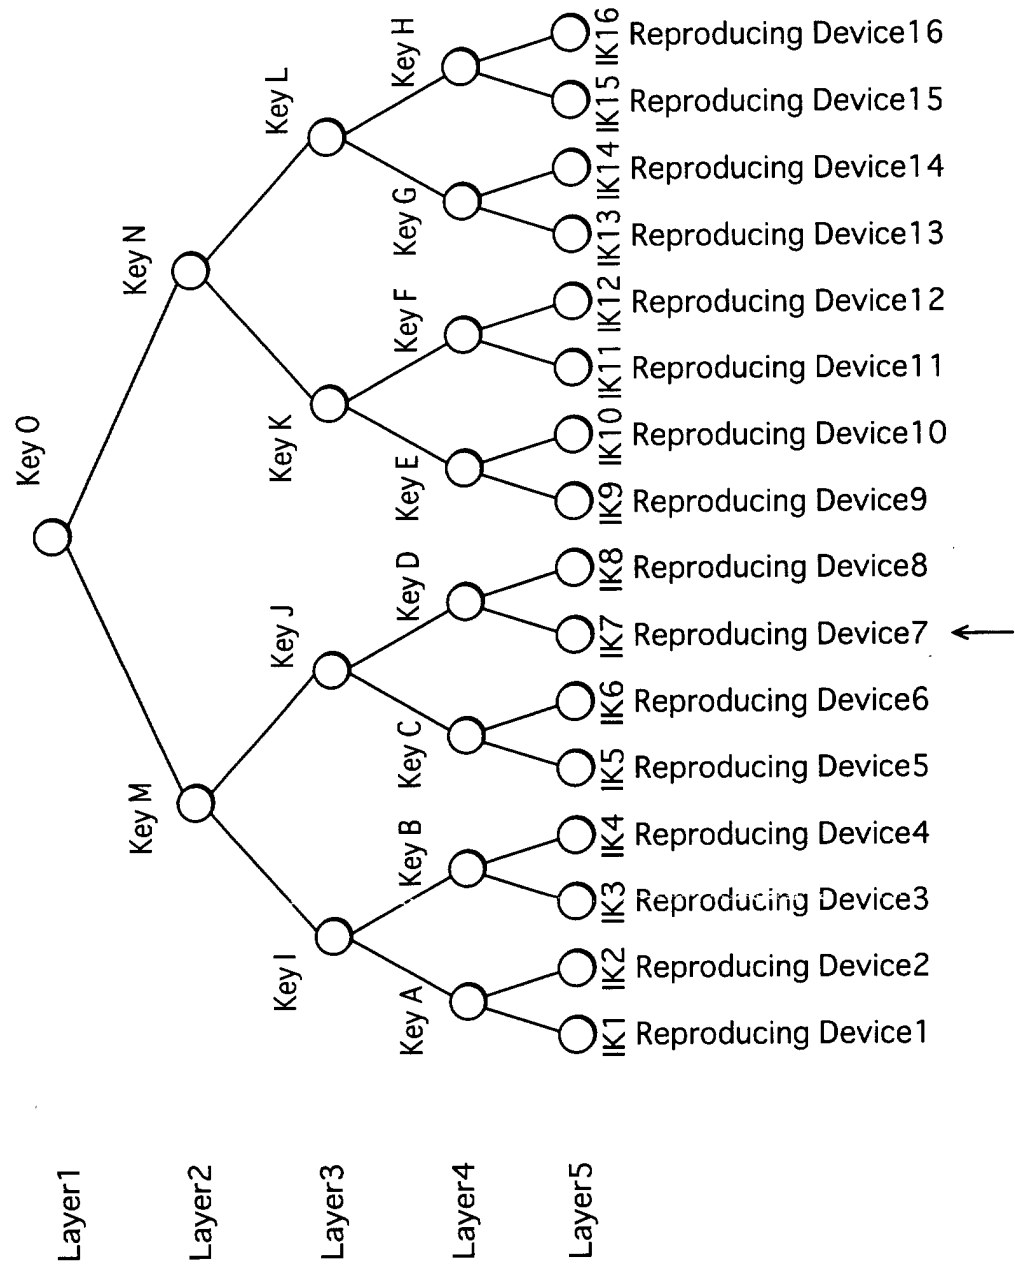 Key O
Key M
Key N
Key I
Key J
Key K
Key L
Key A
Key B
Key C
Key D
Key E
Key F
Key G
Key H
IK1
IK2
IK3
IK4
IK5
IK6
IK7
IK8
IK9
IK10
IK11
IK12
IK13
IK14
IK15
IK16
Reproducing Device16
Reproducing Device15
Reproducing Device14
Reproducing Device13
Reproducing Device12
Reproducing Device11
Reproducing Device10
Reproducing Device9
Reproducing Device8
Reproducing Device7
Reproducing Device6
Reproducing Device5
Reproducing Device4
Reproducing Device3
Reproducing Device2
Reproducing Device1
Layer1
Layer2
Layer3
Layer4
Layer5